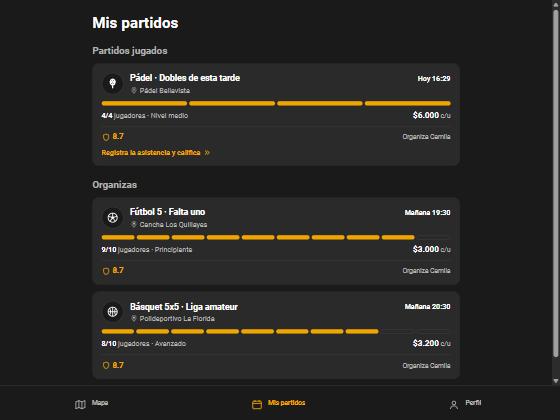 Mis partidos
Partidos jugados
Pádel · Dobles de esta tarde
Hoy 16:29
Pádel Bellavista
4/4 jugadores · Nivel medio
$6.000 c/u
8.7
Organiza Camila
Registra la asistencia y califica »
Organizas
Fútbol 5 · Falta uno
Mañana 19:30
Cancha Los Quillayes
9/10 jugadores · Principiante
$3.000 c/u
8.7
Organiza Camila
Básquet 5x5 · Liga amateur
Mañana 20:30
Polideportivo La Florida
8/10 jugadores · Avanzado
$3.200 c/u
8.7
Organiza Camila
Mapa
Mis partidos
Perfil